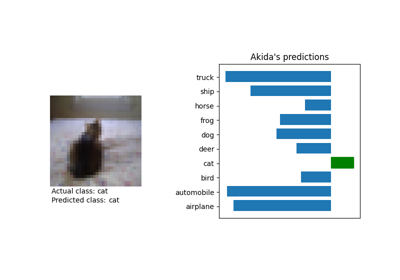 Akida's predictions
truck
ship
horse
frog
dog
deer
cat
bird
automobile
airplane
Actual class: cat
Predicted class: cat